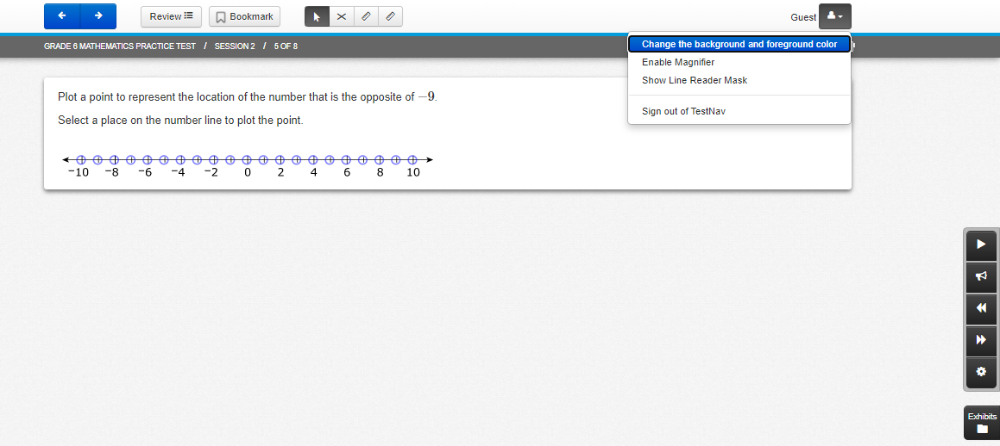 Review
Bookmark
Guest
GRADE 6 MATHEMATICS PRACTICE TEST / SESSION 2 / 5 OF 8
Change the background and foreground color
Enable Magnifier
Show Line Reader Mask
Sign out of TestNav
Plot a point to represent the location of the number that is the opposite of −9.
Select a place on the number line to plot the point.
−10 −8 −6 −4 −2 0 2 4 6 8 10
Exhibits